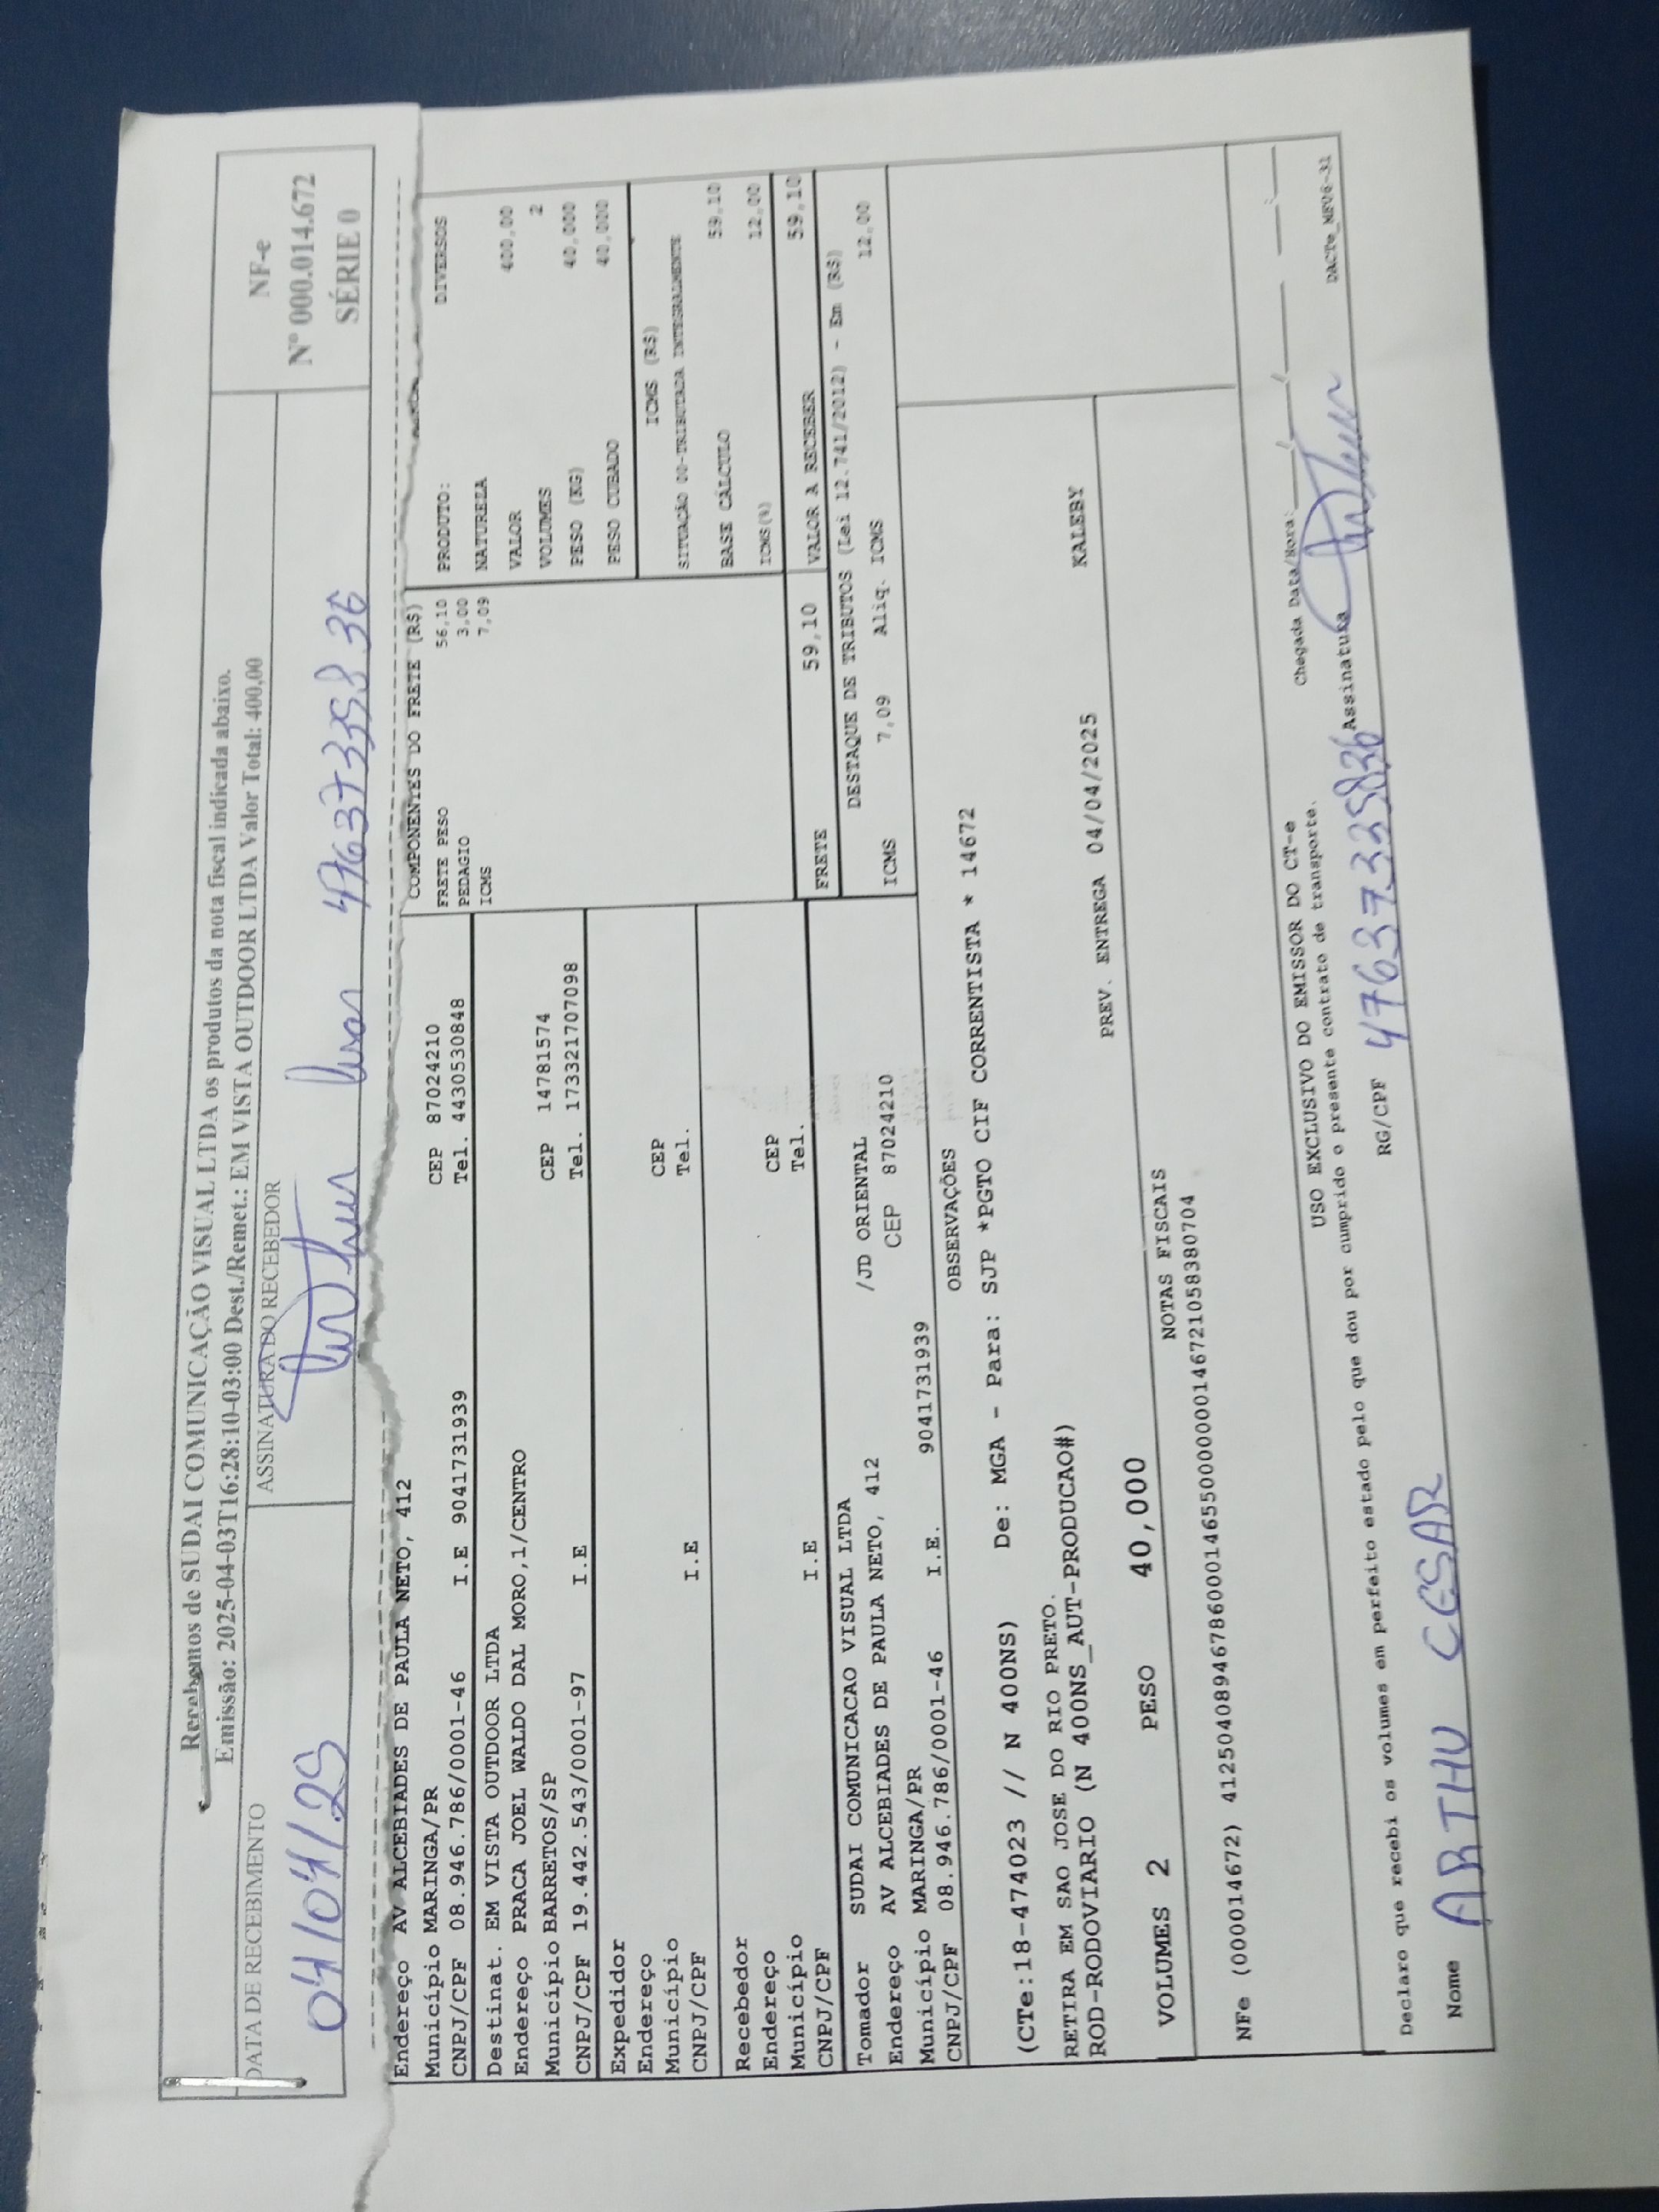 Recebemos de SUDAI COMUNICAÇÃO VISUAL LTDA os produtos da nota fiscal indicada abaixo.
Emissão: 2025-04-03T16:28:10-03:00 Dest./Remet.: EM VISTA OUTDOOR LTDA Valor Total: 400,00
NF-e
Nº 000.014.672
SÉRIE 0
DATA DE RECEBIMENTO
04/04/25
ASSINATURA DO RECEBEDOR
Endereço AV ALCEBIADES DE PAULA NETO, 412
Município MARINGA/PR CEP 87024210
CNPJ/CPF 08.946.786/0001-46 I.E 9041731939 Tel. 443053​0848
Destinat. EM VISTA OUTDOOR LTDA
Endereço PRACA JOEL WALDO DAL MORO,1/CENTRO
Município BARRETOS/SP CEP 14781574
CNPJ/CPF 19.442.543/0001-97 I.E Tel. 173321707098
Expedidor
Endereço
Município CEP
CNPJ/CPF I.E Tel.
Recebedor
Endereço
Município CEP
CNPJ/CPF I.E Tel.
Tomador SUDAI COMUNICACAO VISUAL LTDA
Endereço AV ALCEBIADES DE PAULA NETO, 412 /JD ORIENTAL
Município MARINGA/PR CEP 87024210
CNPJ/CPF 08.946.786/0001-46 I.E. 9041731939
COMPONENTES DO FRETE (R$)
FRETE PESO 56,10
PEDAGIO 3,00
ICMS 7,09
PRODUTO: DIVERSOS
NATUREZA
VALOR 400,00
VOLUMES 2
PESO (KG) 40,000
PESO CUBADO 40,000
ICMS (R$)
SITUAÇÃO 00-TRIBUTADA INTEGRALMENTE
BASE CÁLCULO 59,10
ICMS(%) 12,00
FRETE 59,10 VALOR A RECEBER 59,10
DESTAQUE DE TRIBUTOS (Lei 12.741/2012) - Em (R$)
ICMS 7,09 Aliq. ICMS 12.00
OBSERVAÇÕES
(CTe:18-474023 // N 400NS) De: MGA - Para: SJP *PGTO CIF CORRENTISTA * 14672
RETIRA EM SAO JOSE DO RIO PRETO.
ROD-RODOVIARIO (N 400NS_AUT-PRODUCAO#) PREV. ENTREGA 04/04/2025 KALEBY
VOLUMES 2 PESO 40,000
NOTAS FISCAIS
NFe (000014672) 41250408946786000146550000000146721058380704
USO EXCLUSIVO DO EMISSOR DO CT-e
Declaro que recebi os volumes em perfeito estado pelo que dou por cumprido o presente contrato de transporte.
Chegada Data/Hora: / / :
Nome ARTHU CESAR RG/CPF 47637335836 Assinatura
DACTe_MFV6-31